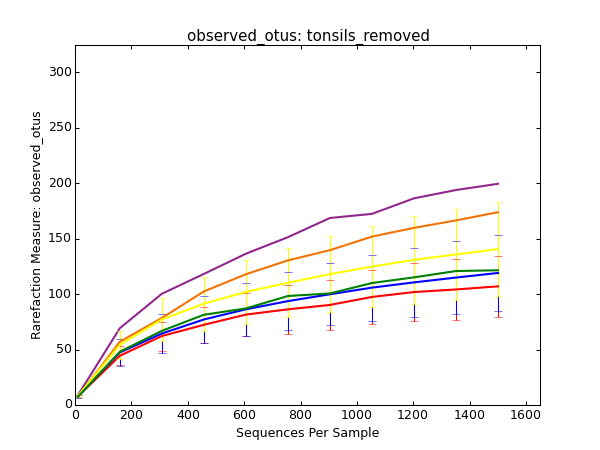 observed_otus: tonsils_removed
300
250
200
150
100
50
0
0 200 400 600 800 1000 1200 1400 1600
Rarefaction Measure: observed_otus
Sequences Per Sample